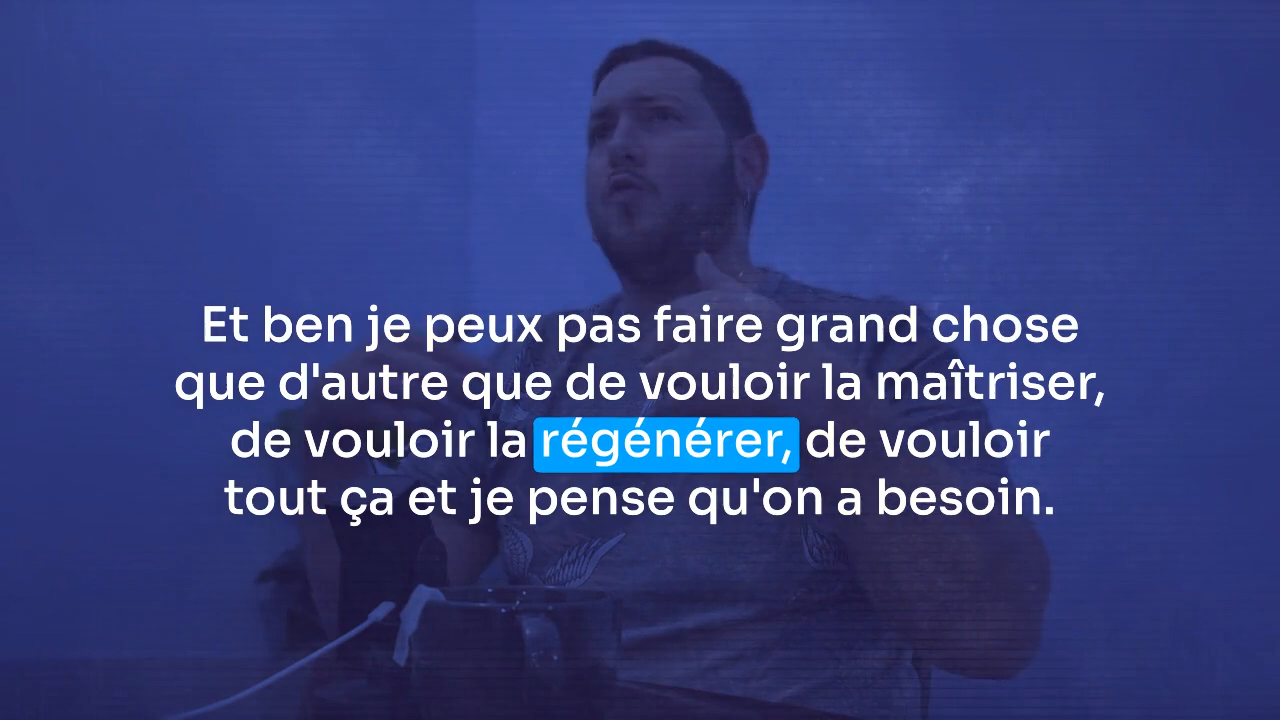 Et ben je peux pas faire grand chose
que d'autre que de vouloir la maîtriser,
de vouloir la régénérer, de vouloir
tout ça et je pense qu'on a besoin.